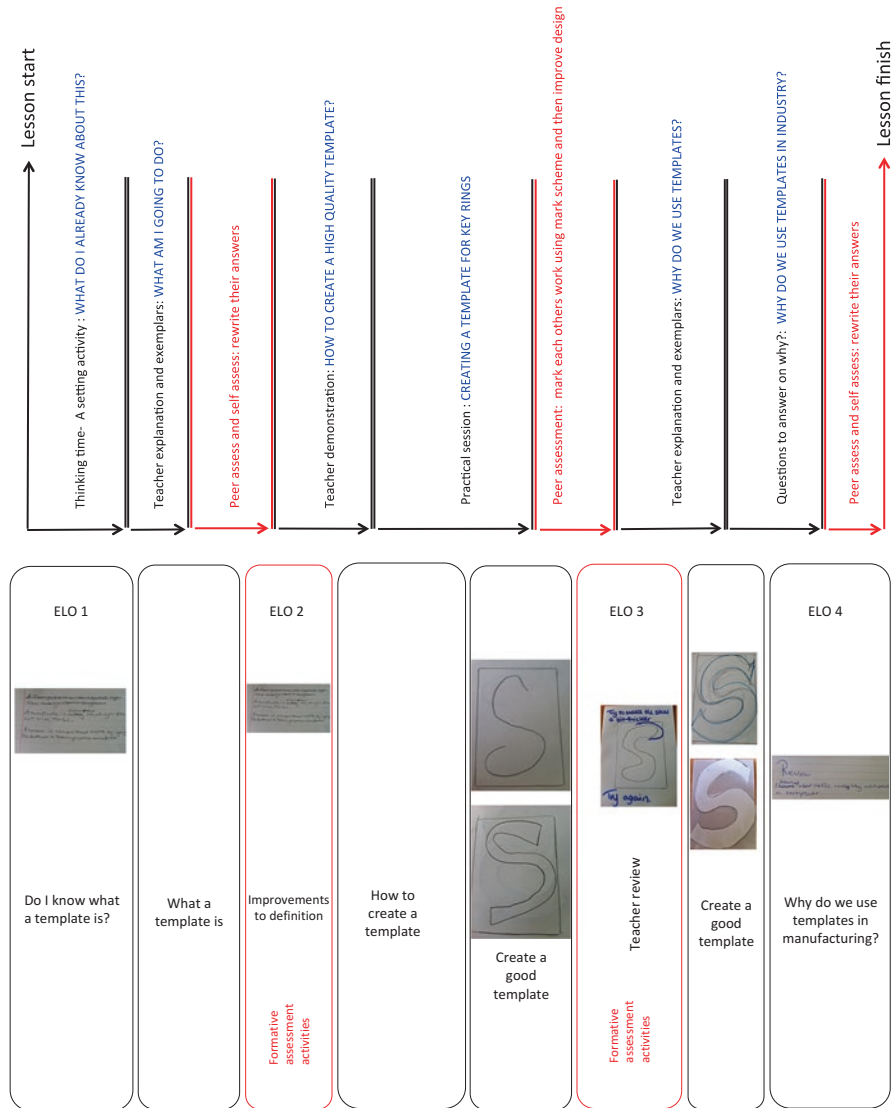 Lesson start
Thinking time- A setting activity : WHAT DO I ALREADY KNOW ABOUT THIS?
Teacher explanation and exemplars: WHAT AM I GOING TO DO?
Peer assess and self assess: rewrite their answers
Teacher demonstration: HOW TO CREATE A HIGH QUALITY TEMPLATE?
Practical session : CREATING A TEMPLATE FOR KEY RINGS
Peer assessment: mark each others work using mark scheme and then improve design
Teacher explanation and exemplars: WHY DO WE USE TEMPLATES?
Questions to answer on why?: WHY DO WE USE TEMPLATES IN INDUSTRY?
Peer assess and self assess: rewrite their answers
Lesson finish
ELO 1
Do I know what
a template is?
What a
template is
ELO 2
Improvements
to definition
Formative
assessment
activities
How to
create a
template
S
S
Create a
good
template
ELO 3
Try to make the
a bit thicker
S
Try again
Teacher review
Formative
assessment
activities
S
S
Create a
good
template
ELO 4
Why do we use
templates in
manufacturing?